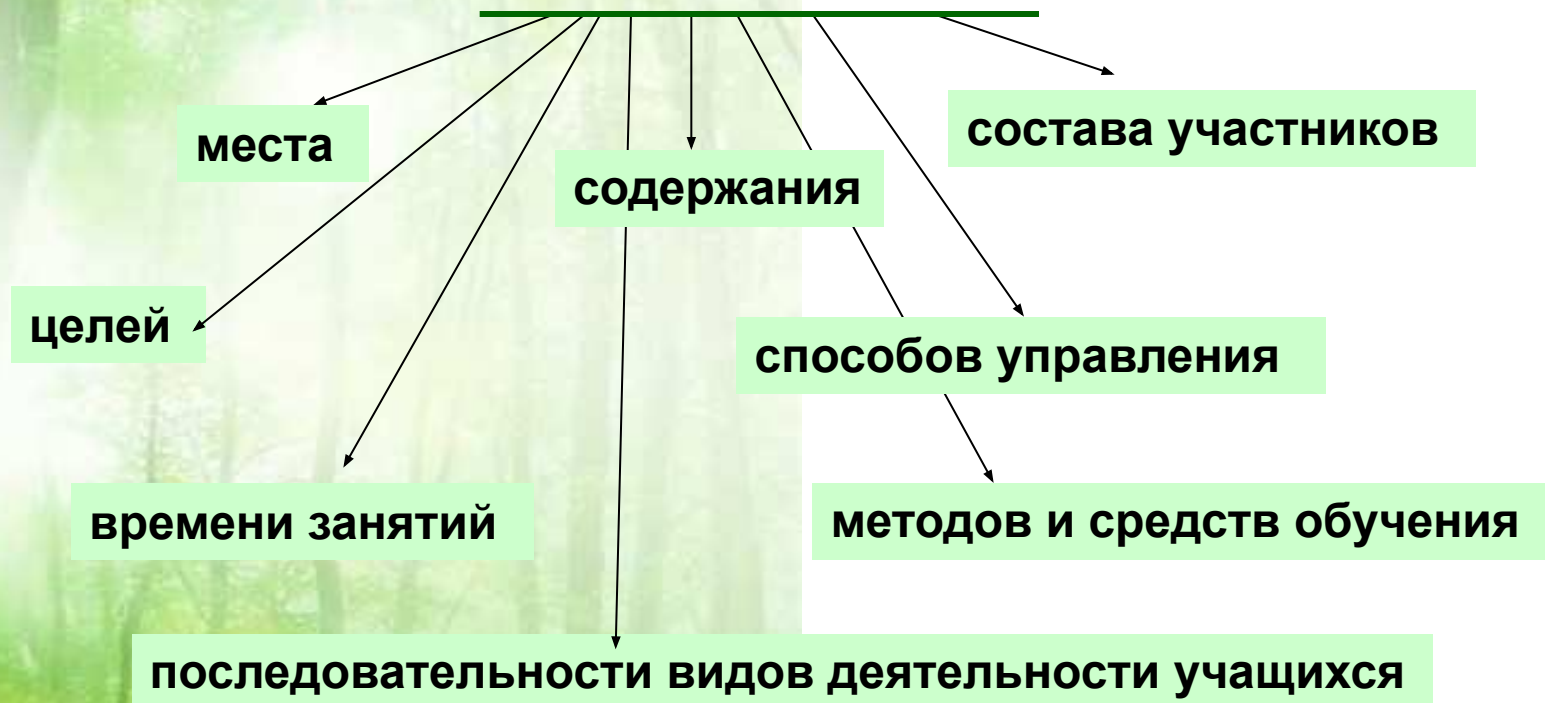 состава участников
места
содержания
целей
способов управления
времени занятий
методов и средств обучения
последовательности видов деятельности учащихся